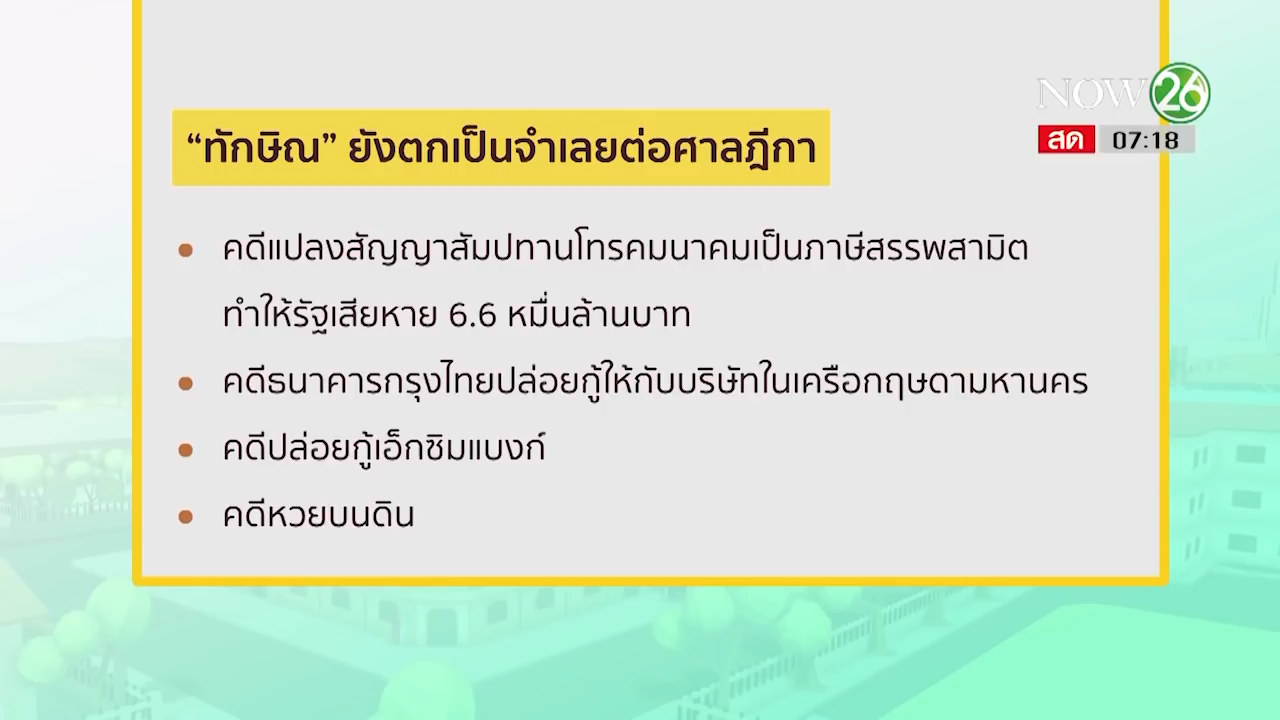 NOW 26
สด 07:18
“ทักษิณ” ยังตกเป็นจำเลยต่อศาลฎีกา
• คดีแปลงสัญญาสัมปทานโทรคมนาคมเป็นภาษีสรรพสามิต
ทำให้รัฐเสียหาย 6.6 หมื่นล้านบาท
• คดีธนาคารกรุงไทยปล่อยกู้ให้กับบริษัทในเครือกฤษดามหานคร
• คดีปล่อยกู้เอ็กซิมแบงก์
• คดีหวยบนดิน